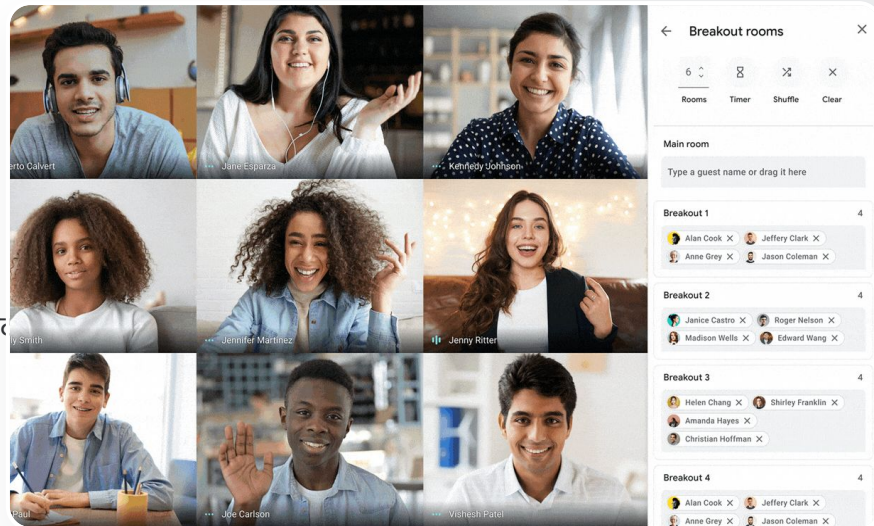 erto Calvert
Jane Esparza
Kennedy Johnson
ly Smith
Jennifer Martinez
Jenny Ritter
Paul
Joe Carlson
Vishesh Patel
Breakout rooms
6
Rooms
Timer
Shuffle
Clear
Main room
Type a guest name or drag it here
Breakout 1 4
Alan Cook Jeffery Clark
Anne Grey Jason Coleman
Breakout 2 4
Janice Castro Roger Nelson
Madison Wells Edward Wang
Breakout 3 4
Helen Chang Shirley Franklin
Amanda Hayes
Christian Hoffman
Breakout 4 4
Alan Cook Jeffery Clark
Anne Grey Jason Coleman